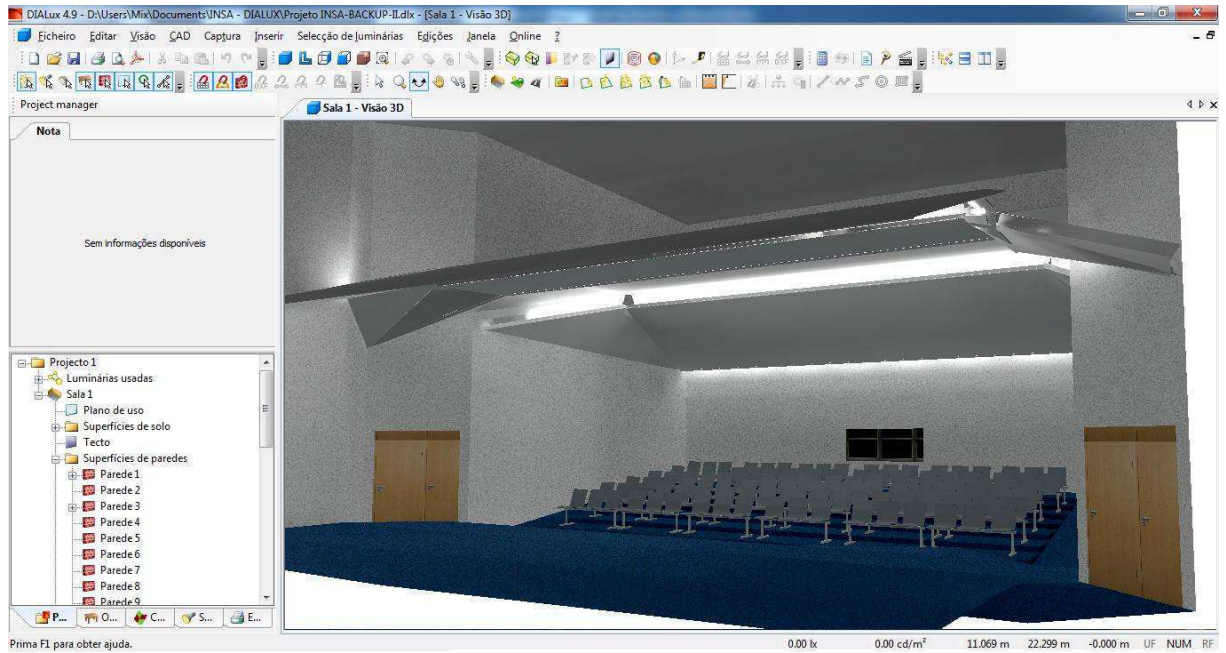 DIALux 4.9 - D:\Users\Mix\Documents\INSA - DIALUX\Projeto INSA-BACKUP-II.dlx - [Sala 1 - Visão 3D]
Ficheiro Editar Visão CAD Captura Inserir Selecção de luminárias Edições Janela Online ?
Project manager
Sala 1 - Visão 3D
Nota
Sem informações disponíveis
Projecto 1
Luminárias usadas
Sala 1
Plano de uso
Superfícies de solo
Tecto
Superfícies de paredes
Parede 1
Parede 2
Parede 3
Parede 4
Parede 5
Parede 6
Parede 7
Parede 8
Parede 9
P... O... C... S... E...
Prima F1 para obter ajuda. 0.00 lx 0.00 cd/m² 11.069 m 22.299 m -0.000 m UF NUM RF